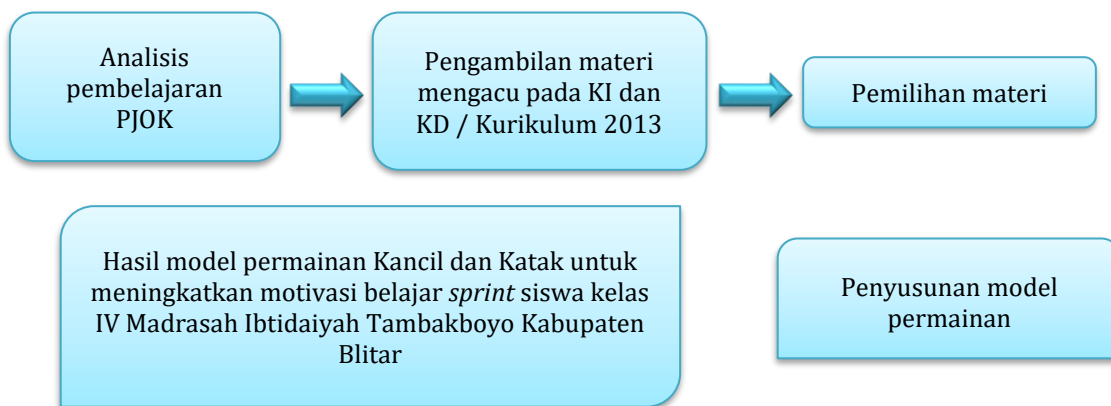 Analisis
pembelajaran
PJOK
Pengambilan materi
mengacu pada KI dan
KD / Kurikulum 2013
Pemilihan materi
Hasil model permainan Kancil dan Katak untuk
meningkatkan motivasi belajar sprint siswa kelas
IV Madrasah Ibtidaiyah Tambakboyo Kabupaten
Blitar
Penyusunan model
permainan